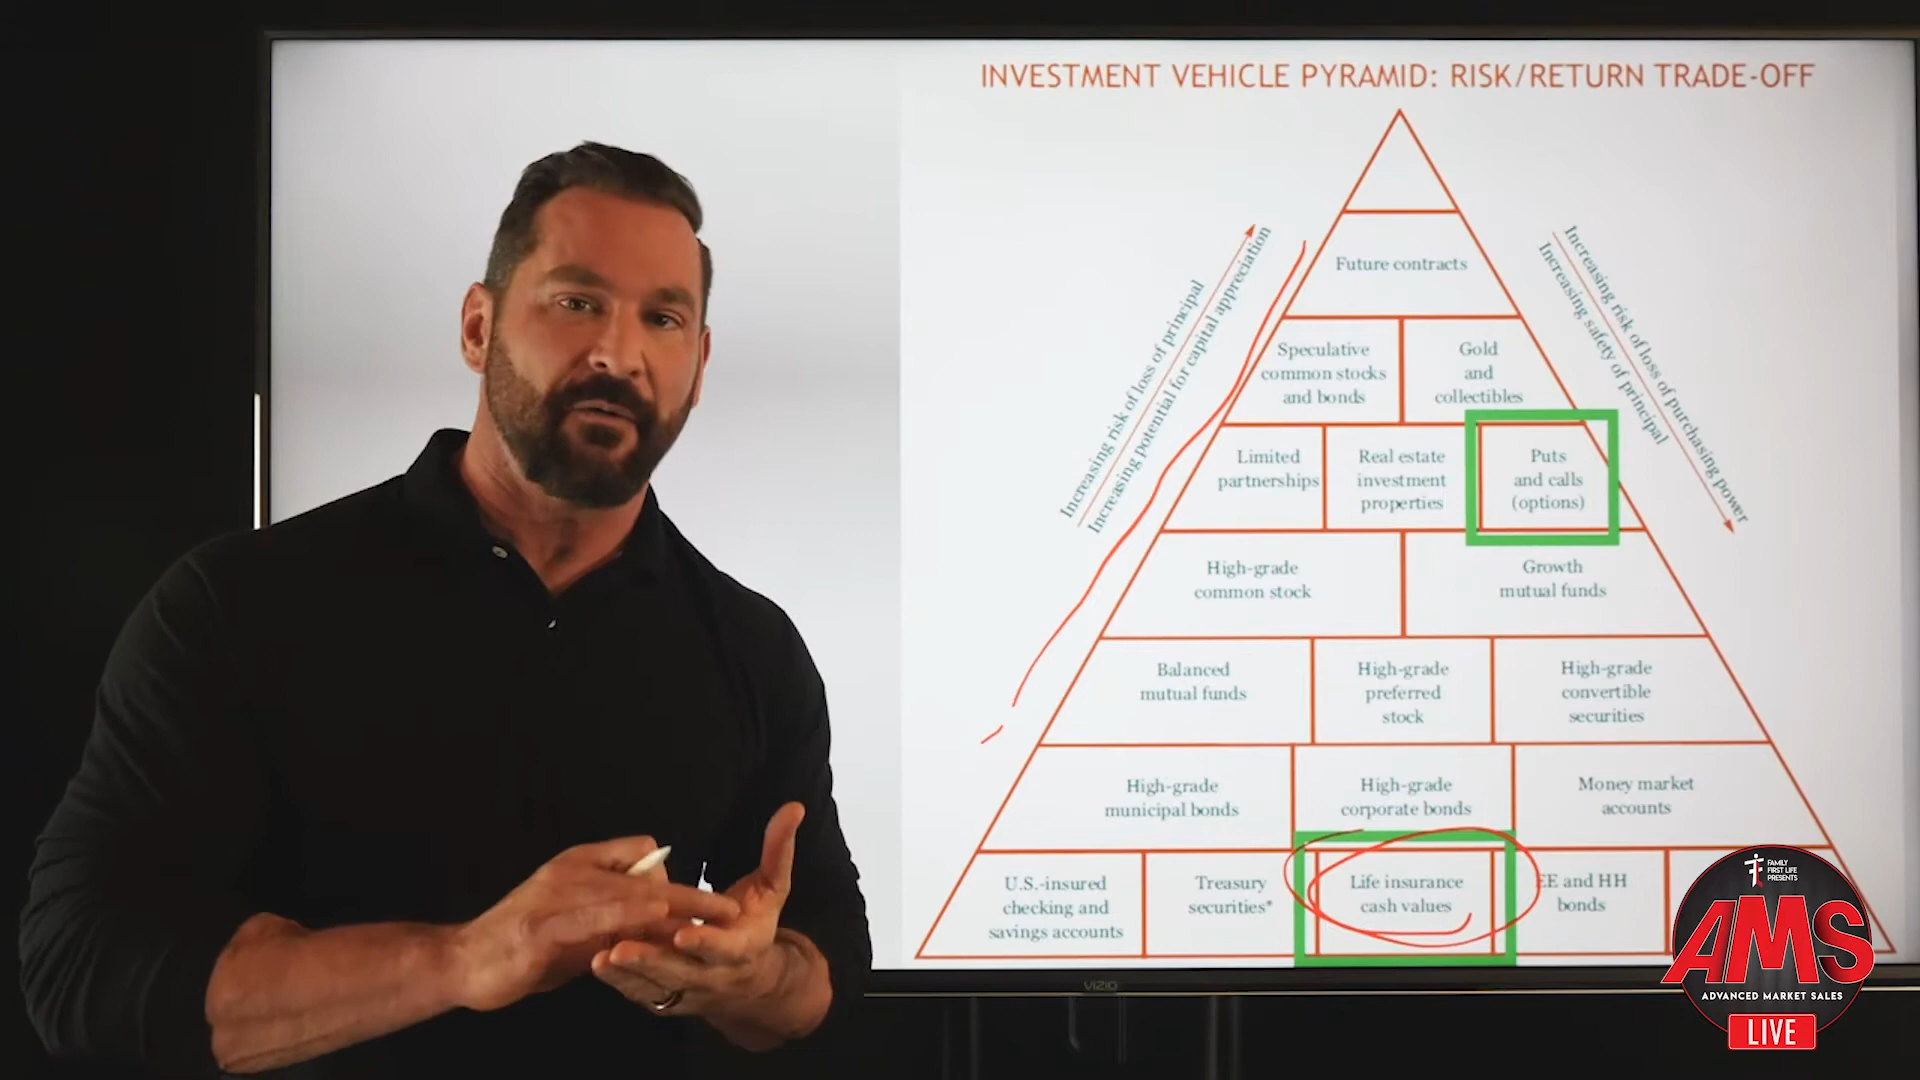 INVESTMENT VEHICLE PYRAMID: RISK/RETURN TRADE-OFF
Increasing risk of loss of principal
Increasing potential for capital appreciation
Increasing risk of loss of purchasing power
Increasing safety of principal
Future contracts
Speculative
common stocks
and bonds
Gold
and
collectibles
Limited
partnerships
Real estate
investment
properties
Puts
and calls
(options)
High-grade
common stock
Growth
mutual funds
Balanced
mutual funds
High-grade
preferred
stock
High-grade
convertible
securities
High-grade
municipal bonds
High-grade
corporate bonds
Money market
accounts
U.S.-insured
checking and
savings accounts
Treasury
securities*
Life insurance
cash values
EE and HH
bonds
VIZIO
FAMILY
FIRST LIFE
PRESENTS
AMS
ADVANCED MARKET SALES
LIVE